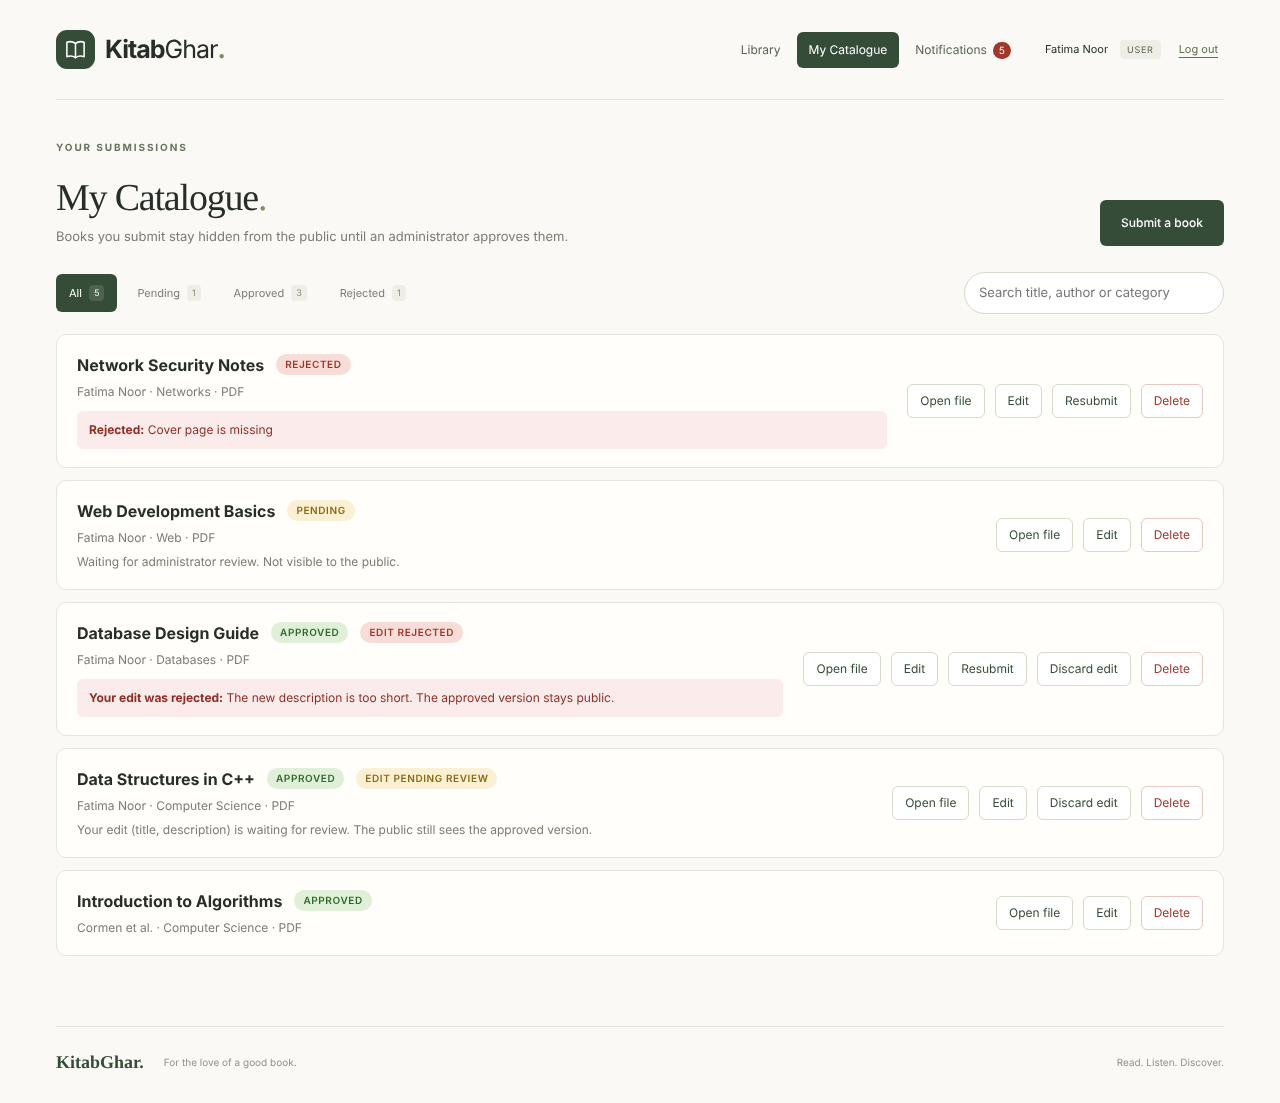 KitabGhar.
Library
My Catalogue
Notifications 5
Fatima Noor
USER
Log out
YOUR SUBMISSIONS
My Catalogue.
Books you submit stay hidden from the public until an administrator approves them.
Submit a book
All 5
Pending 1
Approved 3
Rejected 1
Search title, author or category
Network Security Notes REJECTED
Fatima Noor · Networks · PDF
Rejected: Cover page is missing
Open file Edit Resubmit Delete
Web Development Basics PENDING
Fatima Noor · Web · PDF
Waiting for administrator review. Not visible to the public.
Open file Edit Delete
Database Design Guide APPROVED EDIT REJECTED
Fatima Noor · Databases · PDF
Your edit was rejected: The new description is too short. The approved version stays public.
Open file Edit Resubmit Discard edit Delete
Data Structures in C++ APPROVED EDIT PENDING REVIEW
Fatima Noor · Computer Science · PDF
Your edit (title, description) is waiting for review. The public still sees the approved version.
Open file Edit Discard edit Delete
Introduction to Algorithms APPROVED
Cormen et al. · Computer Science · PDF
Open file Edit Delete
KitabGhar.
For the love of a good book.
Read. Listen. Discover.